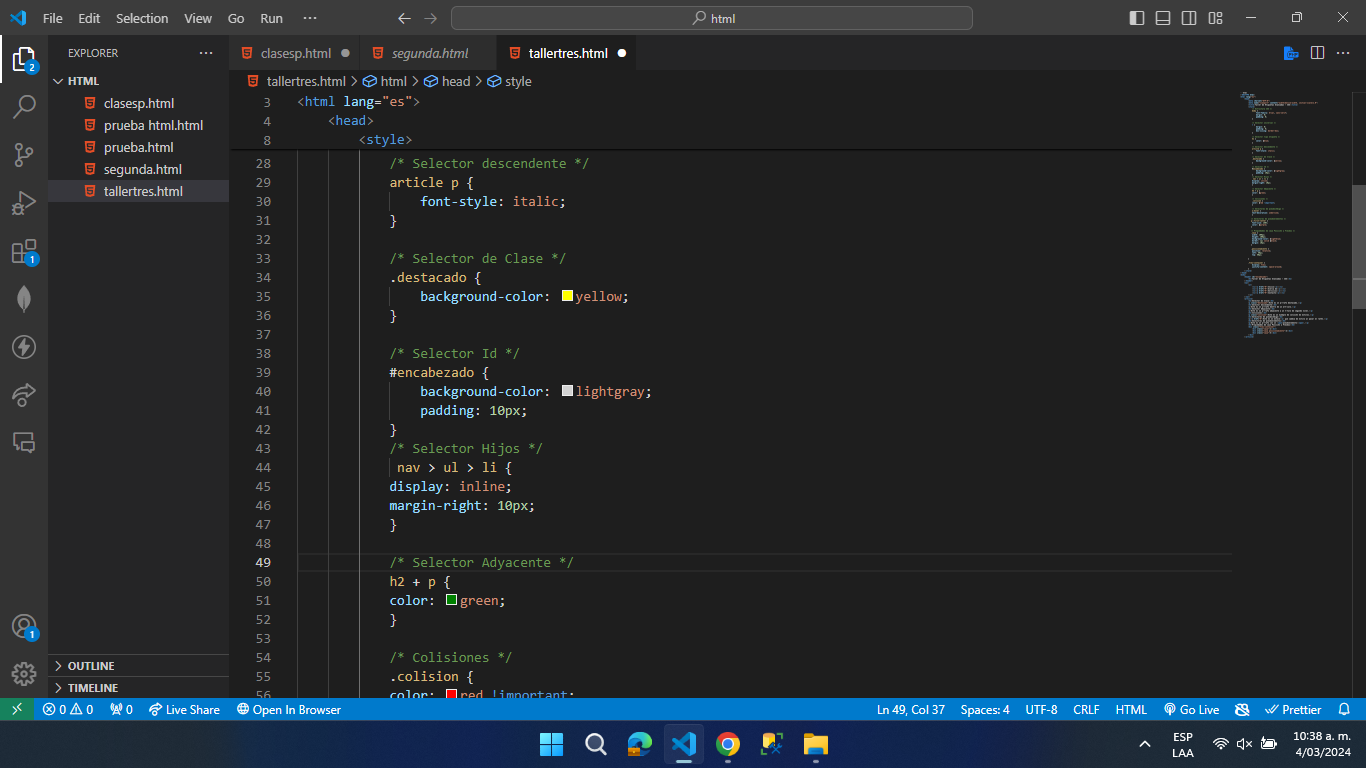 File Edit Selection View Go Run ···
html
EXPLORER ···
HTML
clasesp.html
prueba html.html
prueba.html
segunda.html
tallertres.html
OUTLINE
TIMELINE
2
1
1
clasesp.html segunda.html tallertres.html
tallertres.html > html > head > style
3 <html lang="es">
4 <head>
8 <style>
28 /* Selector descendente */
29 article p {
30 font-style: italic;
31 }
32
33 /* Selector de Clase */
34 .destacado {
35 background-color: yellow;
36 }
37
38 /* Selector Id */
39 #encabezado {
40 background-color: lightgray;
41 padding: 10px;
42 }
43 /* Selector Hijos */
44 nav > ul > li {
45 display: inline;
46 margin-right: 10px;
47 }
48
49 /* Selector Adyacente */
50 h2 + p {
51 color: green;
52 }
53
54 /* Colisiones */
55 .colision {
56 color: red !important;
0 0 0 Live Share Open In Browser Ln 49, Col 37 Spaces: 4 UTF-8 CRLF HTML Go Live Prettier
ESP
LAA
10:38 a. m.
4/03/2024